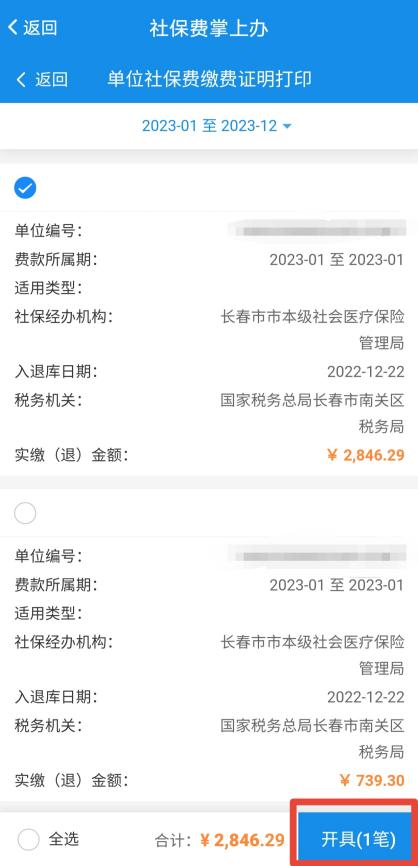 返回
社保费掌上办
返回
单位社保费缴费证明打印
2023-01 至 2023-12
单位编号：
费款所属期：
2023-01 至 2023-01
适用类型：
社保经办机构：
长春市市本级社会医疗保险
管理局
入退库日期：
2022-12-22
税务机关：
国家税务总局长春市南关区
税务局
实缴（退）金额：
￥ 2,846.29
单位编号：
费款所属期：
2023-01 至 2023-01
适用类型：
社保经办机构：
长春市市本级社会医疗保险
管理局
入退库日期：
2022-12-22
税务机关：
国家税务总局长春市南关区
税务局
实缴（退）金额：
￥ 739.30
全选
合计：￥2,846.29
开具(1笔)